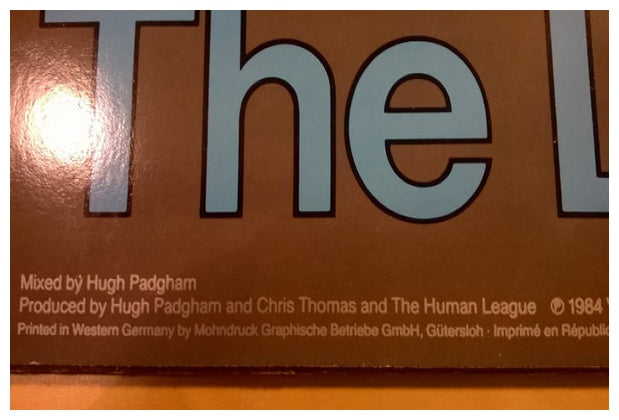 The L
Mixed by Hugh Padgham
Produced by Hugh Padgham and Chris Thomas and The Human League ℗ 1984 V
Printed in Western Germany by Mohndruck Graphische Betriebe GmbH, Gütersloh · Imprimé en Républic